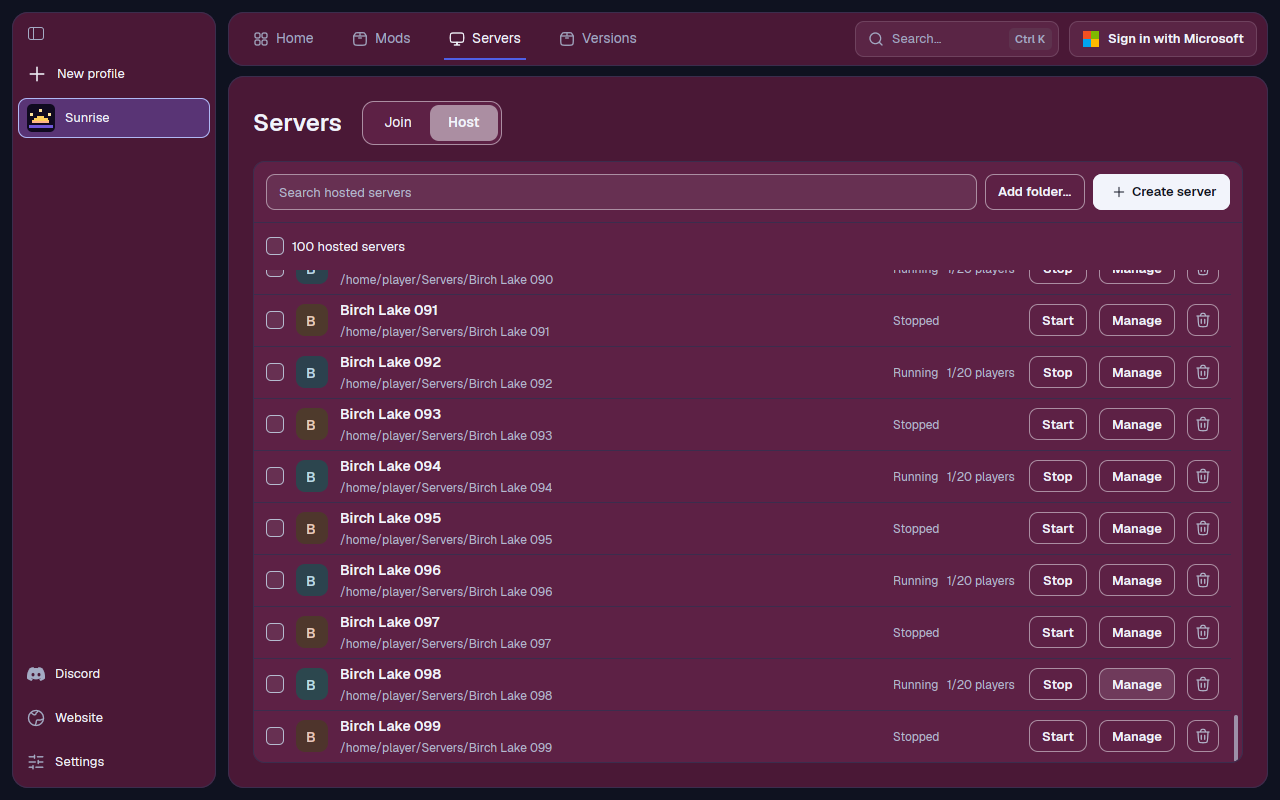 Home
Mods
Servers
Versions
Search...
Ctrl K
Sign in with Microsoft
New profile
Sunrise
Discord
Website
Settings
Servers
Join
Host
Search hosted servers
Add folder...
Create server
100 hosted servers
B
/home/player/Servers/Birch Lake 090
Running 1/20 players
Stop
Manage
B
Birch Lake 091
/home/player/Servers/Birch Lake 091
Stopped
Start
Manage
B
Birch Lake 092
/home/player/Servers/Birch Lake 092
Running 1/20 players
Stop
Manage
B
Birch Lake 093
/home/player/Servers/Birch Lake 093
Stopped
Start
Manage
B
Birch Lake 094
/home/player/Servers/Birch Lake 094
Running 1/20 players
Stop
Manage
B
Birch Lake 095
/home/player/Servers/Birch Lake 095
Stopped
Start
Manage
B
Birch Lake 096
/home/player/Servers/Birch Lake 096
Running 1/20 players
Stop
Manage
B
Birch Lake 097
/home/player/Servers/Birch Lake 097
Stopped
Start
Manage
B
Birch Lake 098
/home/player/Servers/Birch Lake 098
Running 1/20 players
Stop
Manage
B
Birch Lake 099
/home/player/Servers/Birch Lake 099
Stopped
Start
Manage